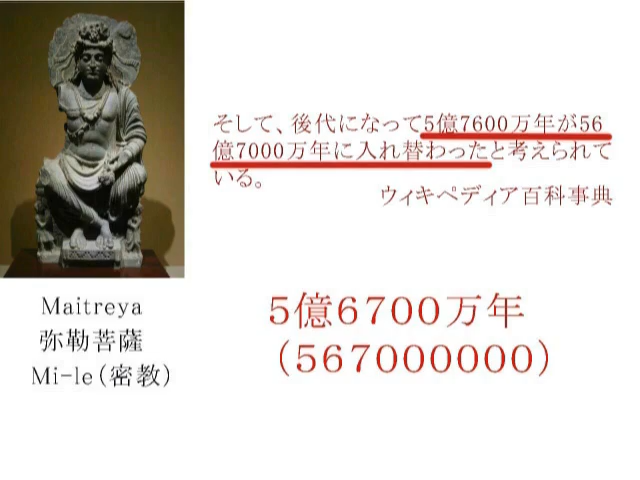 そして、後代になって5億7600万年が56
億7000万年に入れ替わったと考えられて
いる。
ウィキペディア百科事典
Maitreya
弥勒菩薩
Mi-le(密教)
5億6700万年
(567000000)